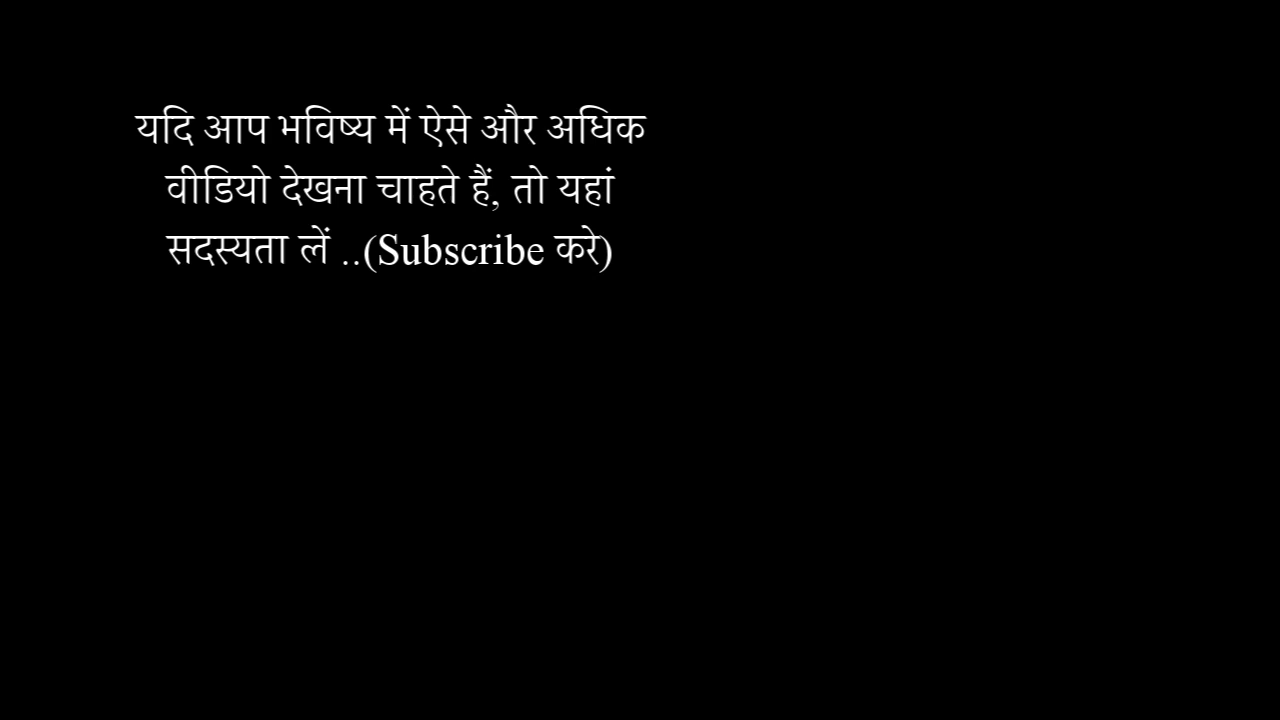 यदि आप भविष्य में ऐसे और अधिक
वीडियो देखना चाहते हैं, तो यहां
सदस्यता लें ..(Subscribe करे)